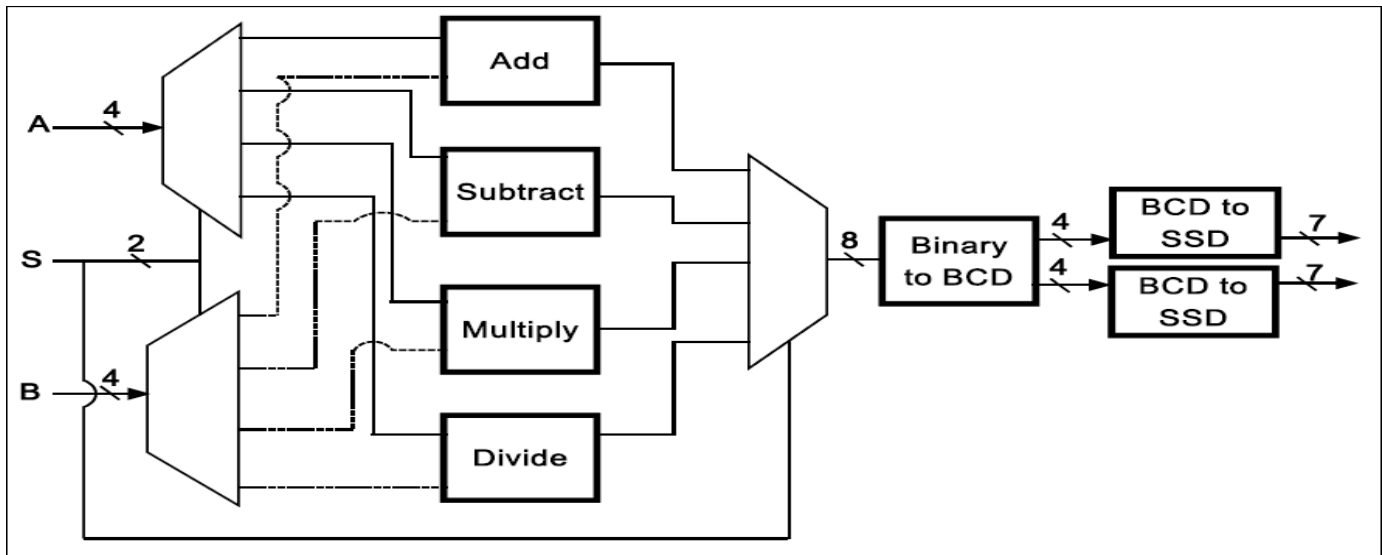 Add
A
4
Subtract
S
2
Multiply
B
4
Divide
8
Binary
to BCD
4
4
BCD to
SSD
7
BCD to
SSD
7